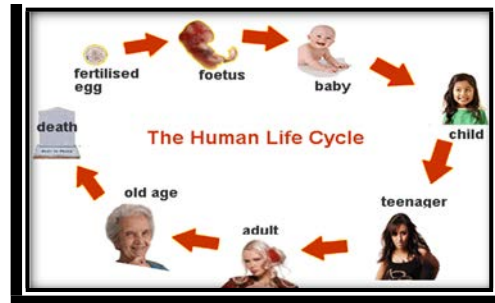 fertilised
egg
foetus
baby
child
teenager
adult
old age
death
The Human Life Cycle